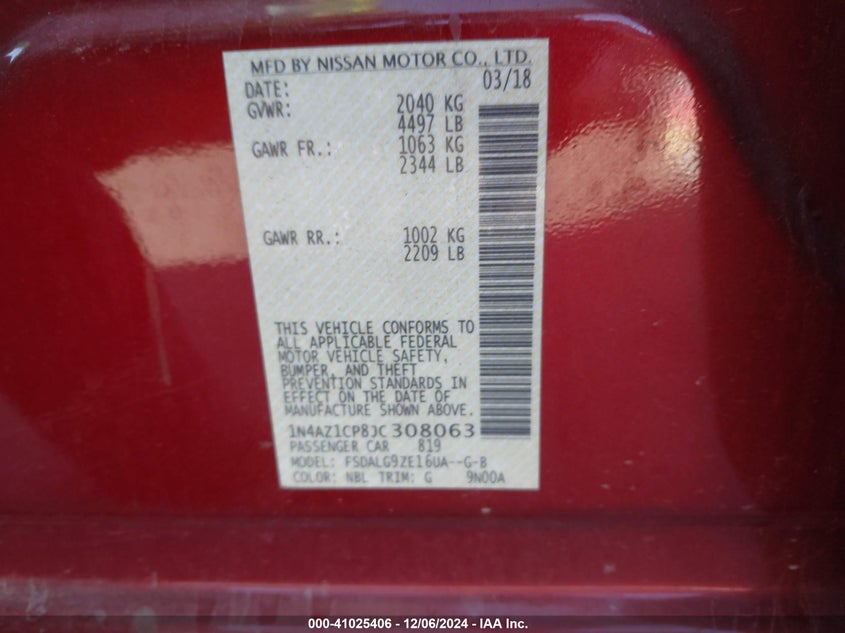 MFD BY NISSAN MOTOR CO., LTD.
DATE: 03/18
GVWR: 2040 KG
4497 LB
GAWR FR.: 1063 KG
2344 LB
GAWR RR.: 1002 KG
2209 LB
THIS VEHICLE CONFORMS TO
ALL APPLICABLE FEDERAL
MOTOR VEHICLE SAFETY,
BUMPER, AND THEFT
PREVENTION STANDARDS IN
EFFECT ON THE DATE OF
MANUFACTURE SHOWN ABOVE.
1N4AZ1CP8JC308063
PASSENGER CAR 819
MODEL: FSDALG9ZE16UA--G-B
COLOR: NBL TRIM: G 9N00A
000-41025406 - 12/06/2024 - IAA Inc.